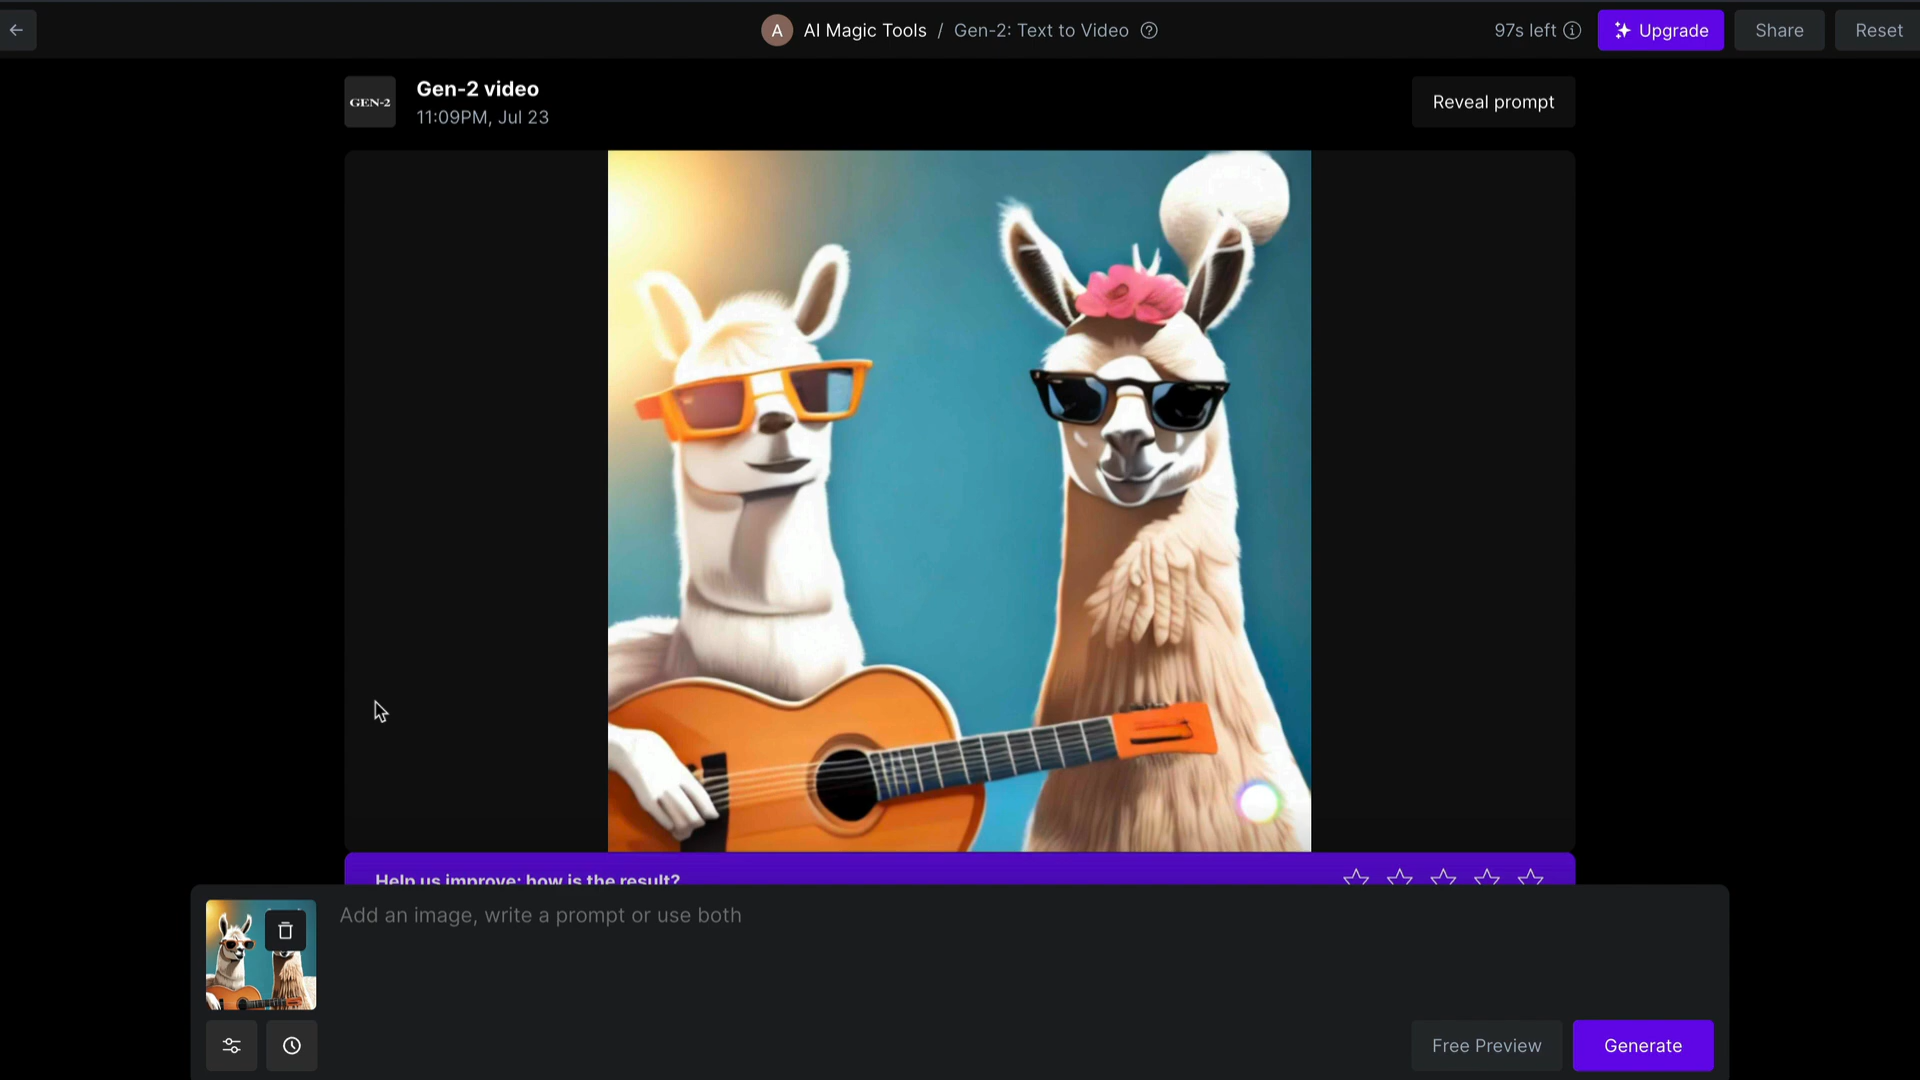 A AI Magic Tools / Gen-2: Text to Video
97s left
Upgrade
Share
Reset
GEN-2
Gen-2 video
11:09PM, Jul 23
Reveal prompt
Help us improve: how is the result?
Add an image, write a prompt or use both
Free Preview
Generate